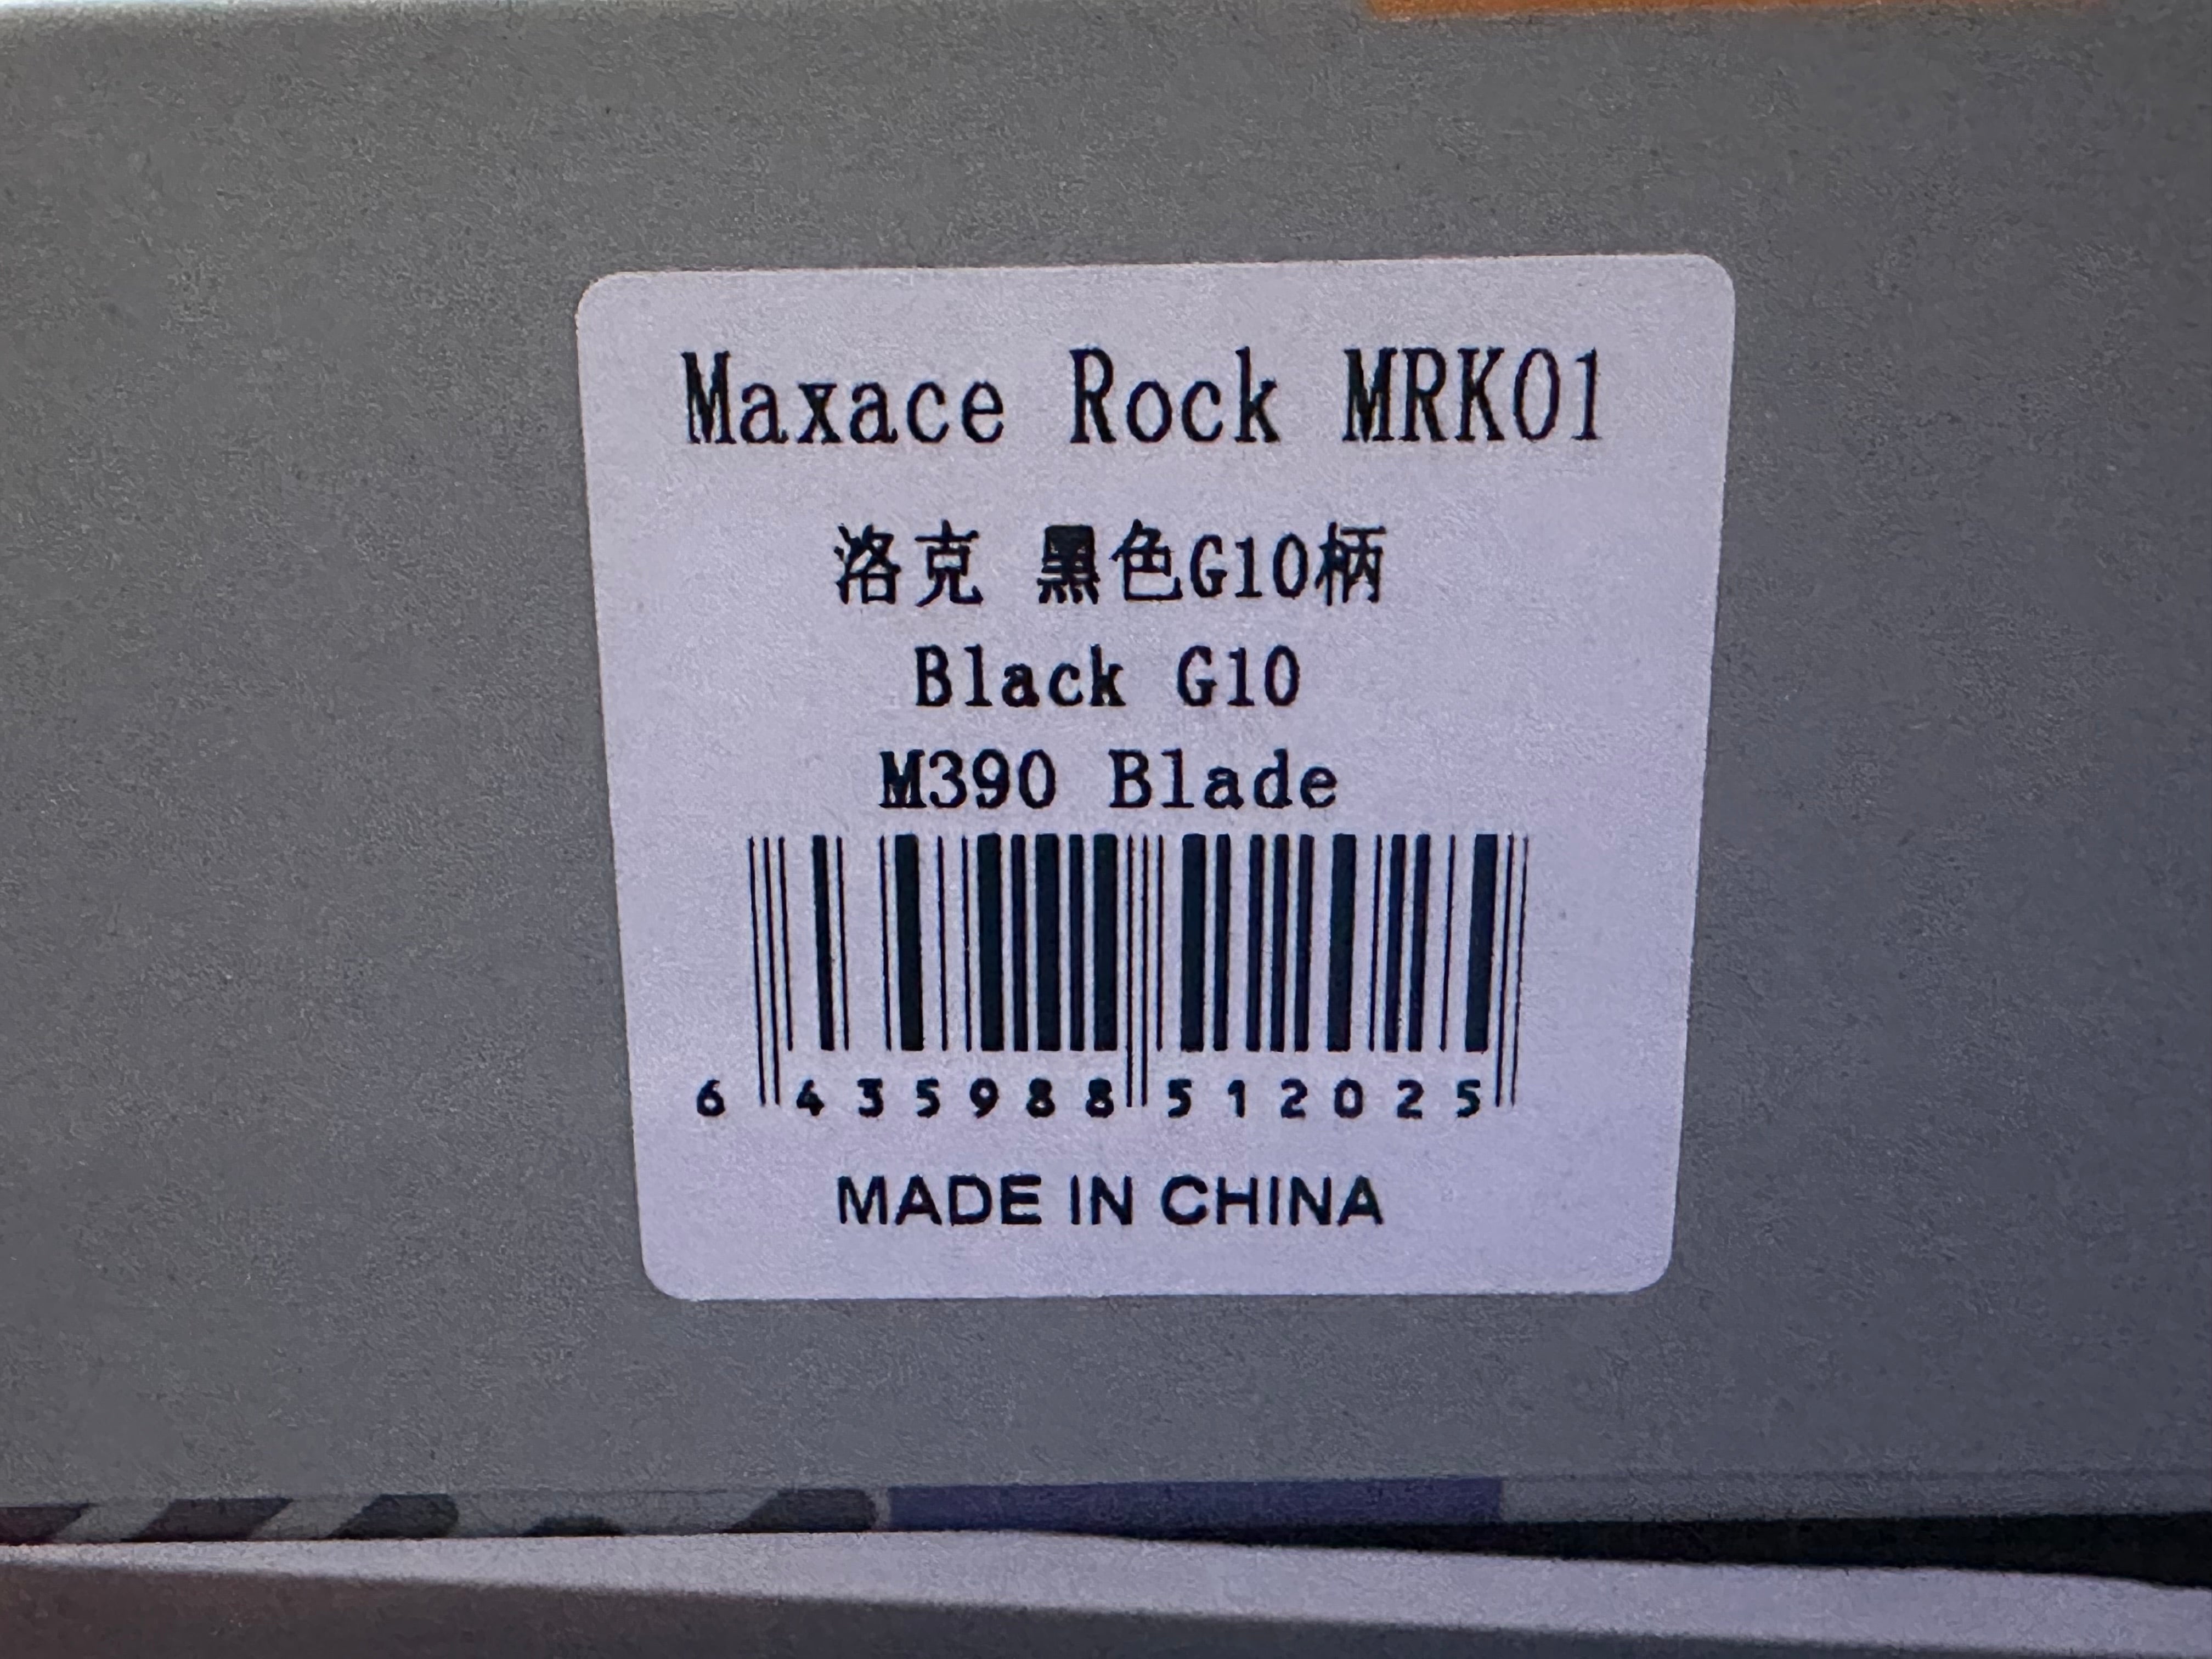 Maxace Rock MRK01
洛克 黑色G10柄
Black G10
M390 Blade
6 435988 512025
MADE IN CHINA